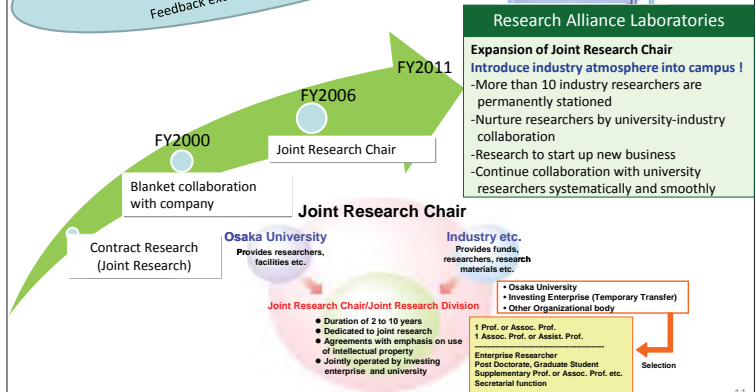 Feedback
Research Alliance Laboratories
Expansion of Joint Research Chair
Introduce industry atmosphere into campus !
-More than 10 industry researchers are
permanently stationed
-Nurture researchers by university-industry
collaboration
-Research to start up new business
-Continue collaboration with university
researchers systematically and smoothly
FY2011
FY2006
Joint Research Chair
FY2000
Blanket collaboration
with company
Contract Research
(Joint Research)
Joint Research Chair
Osaka University
Provides researchers,
facilities etc.
Industry etc.
Provides funds,
researchers, research
materials etc.
Joint Research Chair/Joint Research Division
● Duration of 2 to 10 years
● Dedicated to joint research
● Agreements with emphasis on use
of intellectual property
● Jointly operated by investing
enterprise and university
• Osaka University
• Investing Enterprise (Temporary Transfer)
• Other Organizational body
1 Prof. or Assoc. Prof.
1 Assoc. Prof. or Assist. Prof.
------------------------------------------------
Enterprise Researcher
Post Doctorate, Graduate Student
Supplementary Prof. or Assoc. Prof. etc.
Secretarial function
Selection